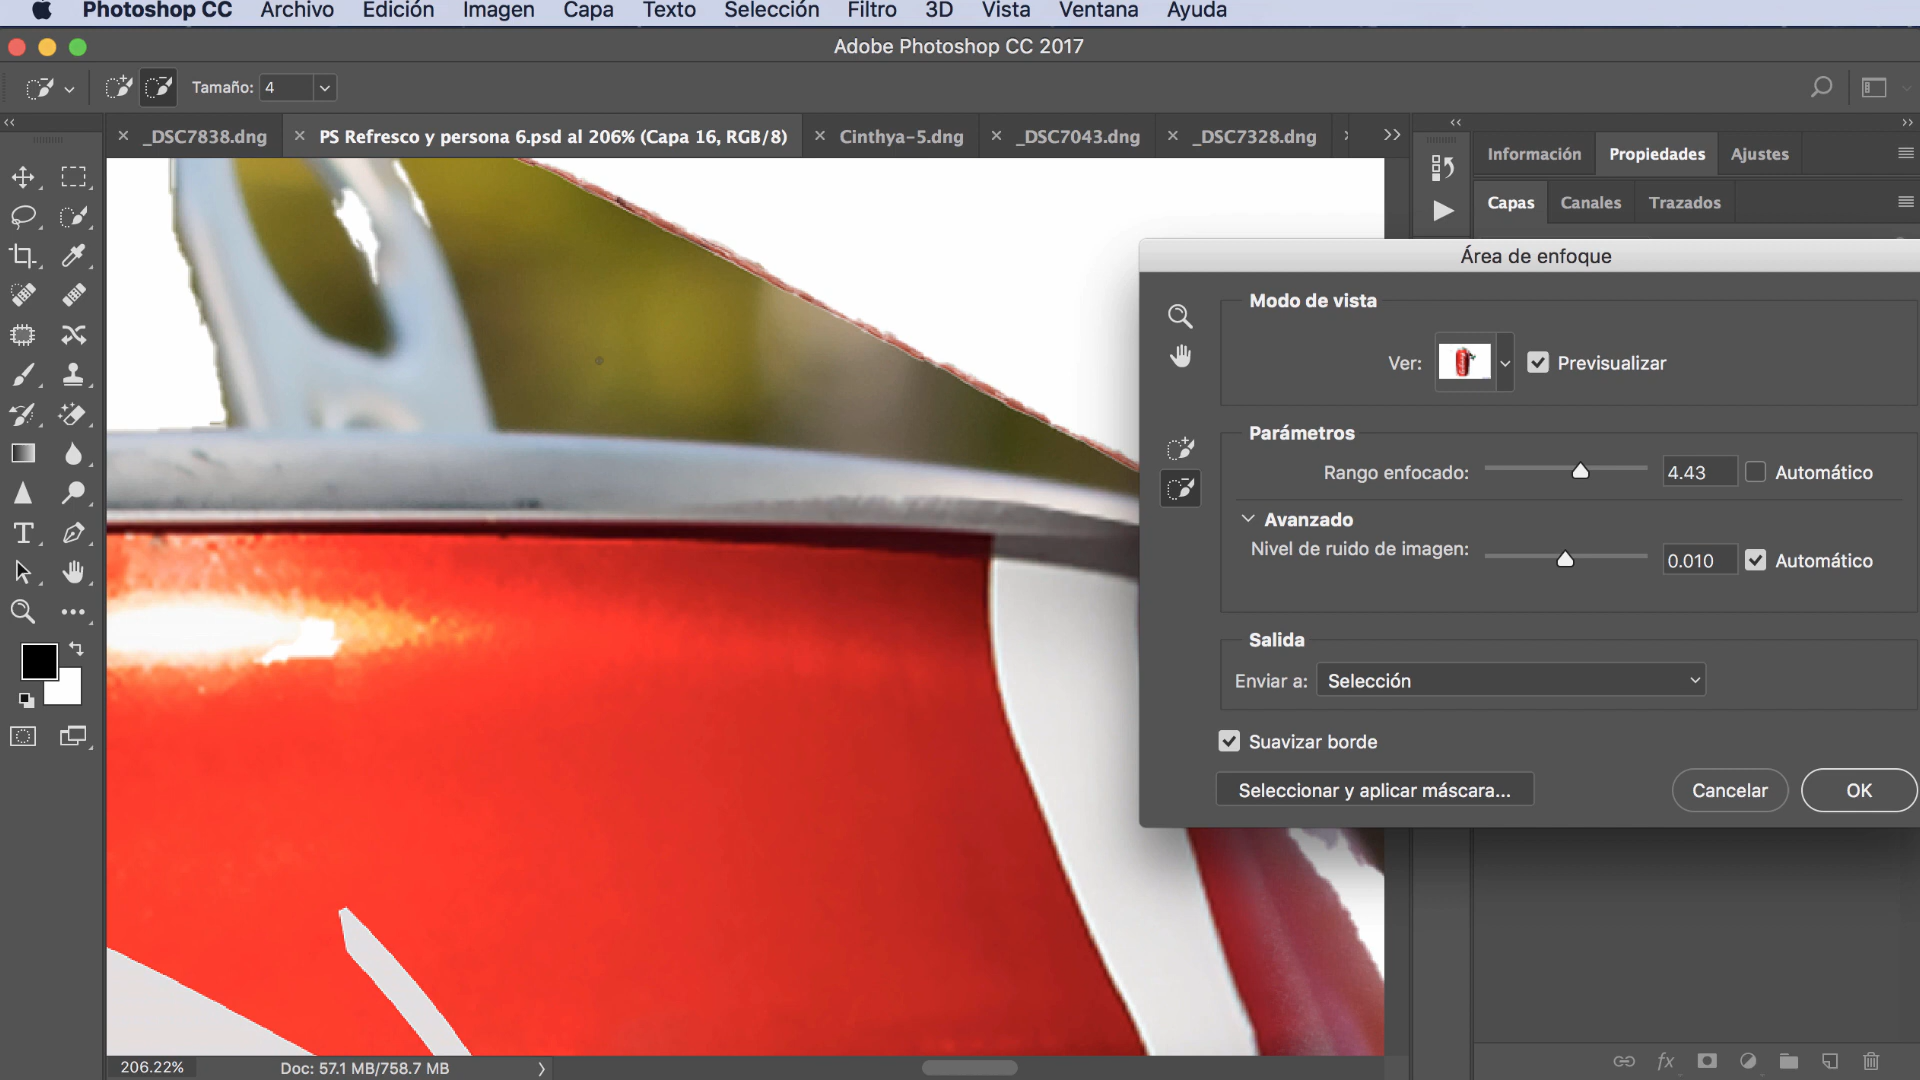 Photoshop CC Archivo Edición Imagen Capa Texto Selección Filtro 3D Vista Ventana Ayuda
Adobe Photoshop CC 2017
Tamaño: 4
_DSC7838.dng PS Refresco y persona 6.psd al 206% (Capa 16, RGB/8) Cinthya-5.dng _DSC7043.dng _DSC7328.dng
Información Propiedades Ajustes
Capas Canales Trazados
Área de enfoque
Modo de vista
Ver: Previsualizar
Parámetros
Rango enfocado: 4.43 Automático
Avanzado
Nivel de ruido de imagen: 0.010 Automático
Salida
Enviar a: Selección
Suavizar borde
Seleccionar y aplicar máscara... Cancelar OK
206.22% Doc: 57.1 MB/758.7 MB